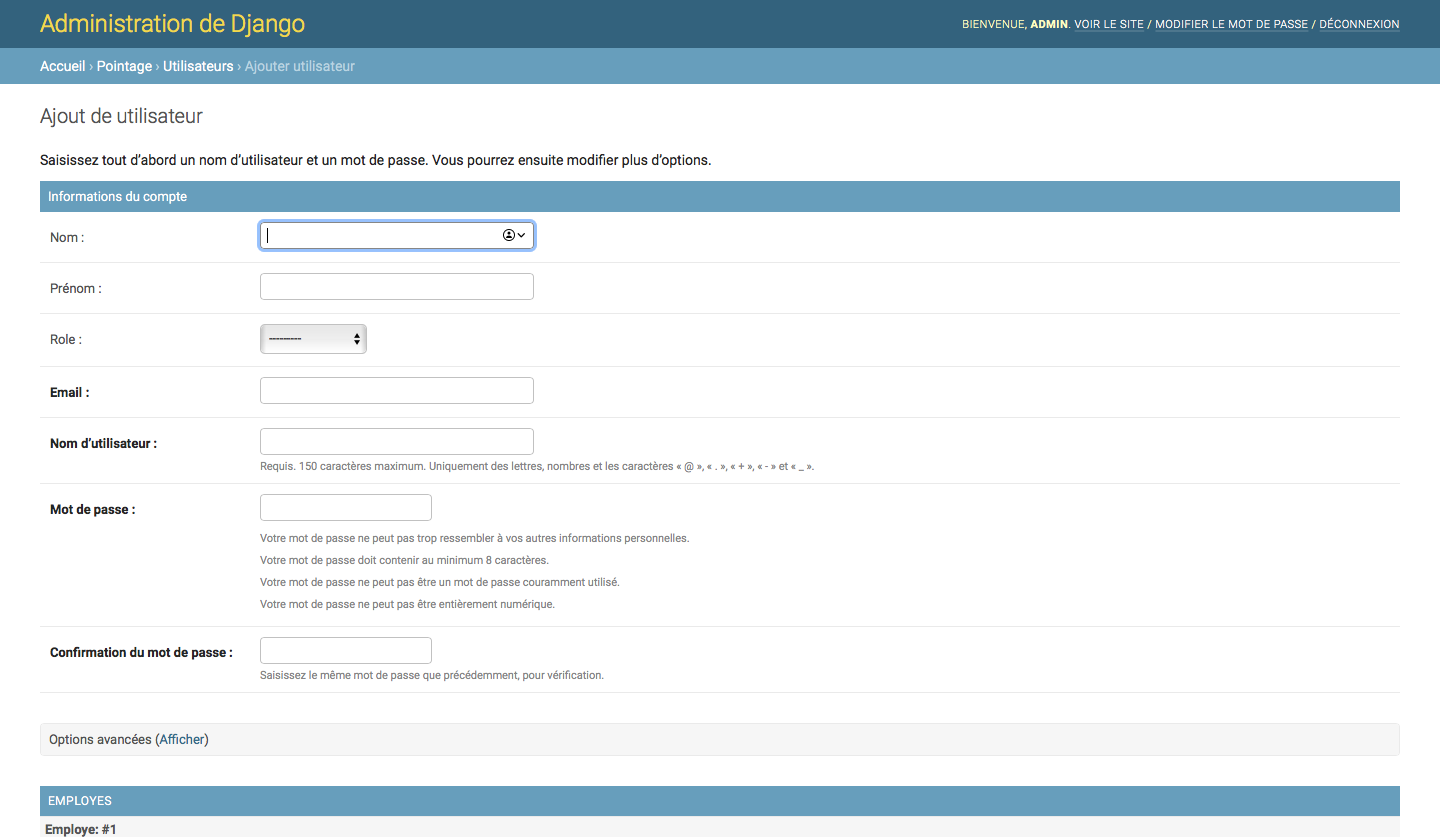 Administration de Django
BIENVENUE, ADMIN. VOIR LE SITE / MODIFIER LE MOT DE PASSE / DÉCONNEXION
Accueil › Pointage › Utilisateurs › Ajouter utilisateur
Ajout de utilisateur
Saisissez tout d’abord un nom d’utilisateur et un mot de passe. Vous pourrez ensuite modifier plus d’options.
Informations du compte
Nom :
Prénom :
Role :
---------
Email :
Nom d’utilisateur :
Requis. 150 caractères maximum. Uniquement des lettres, nombres et les caractères « @ », « . », « + », « - » et « _ ».
Mot de passe :
Votre mot de passe ne peut pas trop ressembler à vos autres informations personnelles.
Votre mot de passe doit contenir au minimum 8 caractères.
Votre mot de passe ne peut pas être un mot de passe couramment utilisé.
Votre mot de passe ne peut pas être entièrement numérique.
Confirmation du mot de passe :
Saisissez le même mot de passe que précédemment, pour vérification.
Options avancées (Afficher)
EMPLOYES
Employe: #1